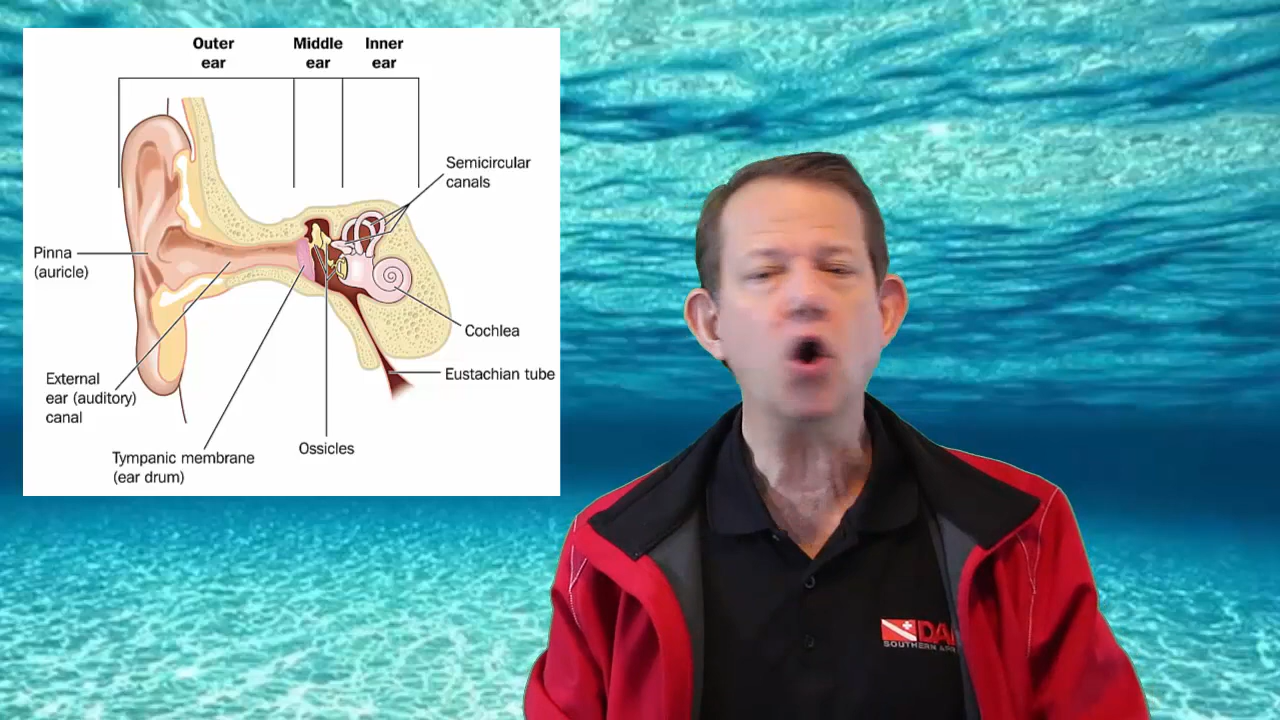 Outer Middle Inner
ear ear ear
Semicircular
canals
Pinna
(auricle)
Cochlea
External
ear (auditory)
canal
Eustachian tube
Ossicles
Tympanic membrane
(ear drum)
SOUTHERN